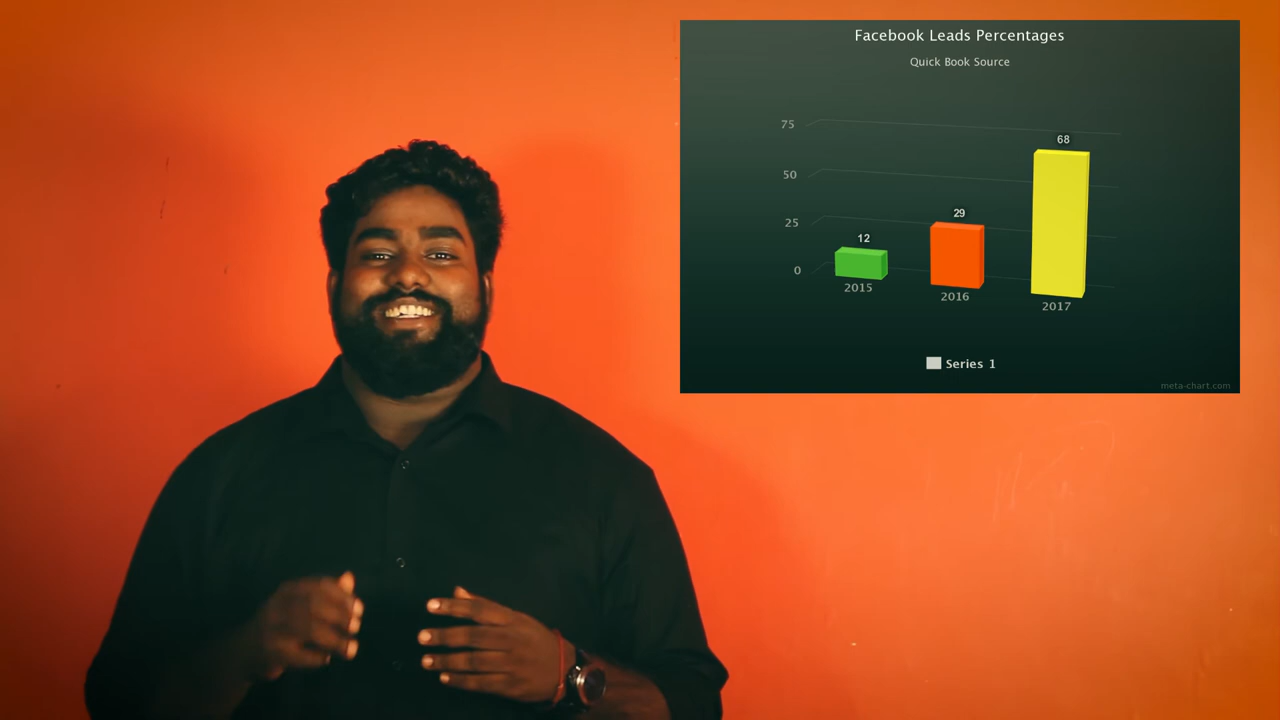 Facebook Leads Percentages
Quick Book Source
75
50
25
0
12
29
68
2015
2016
2017
Series 1
meta-chart.com